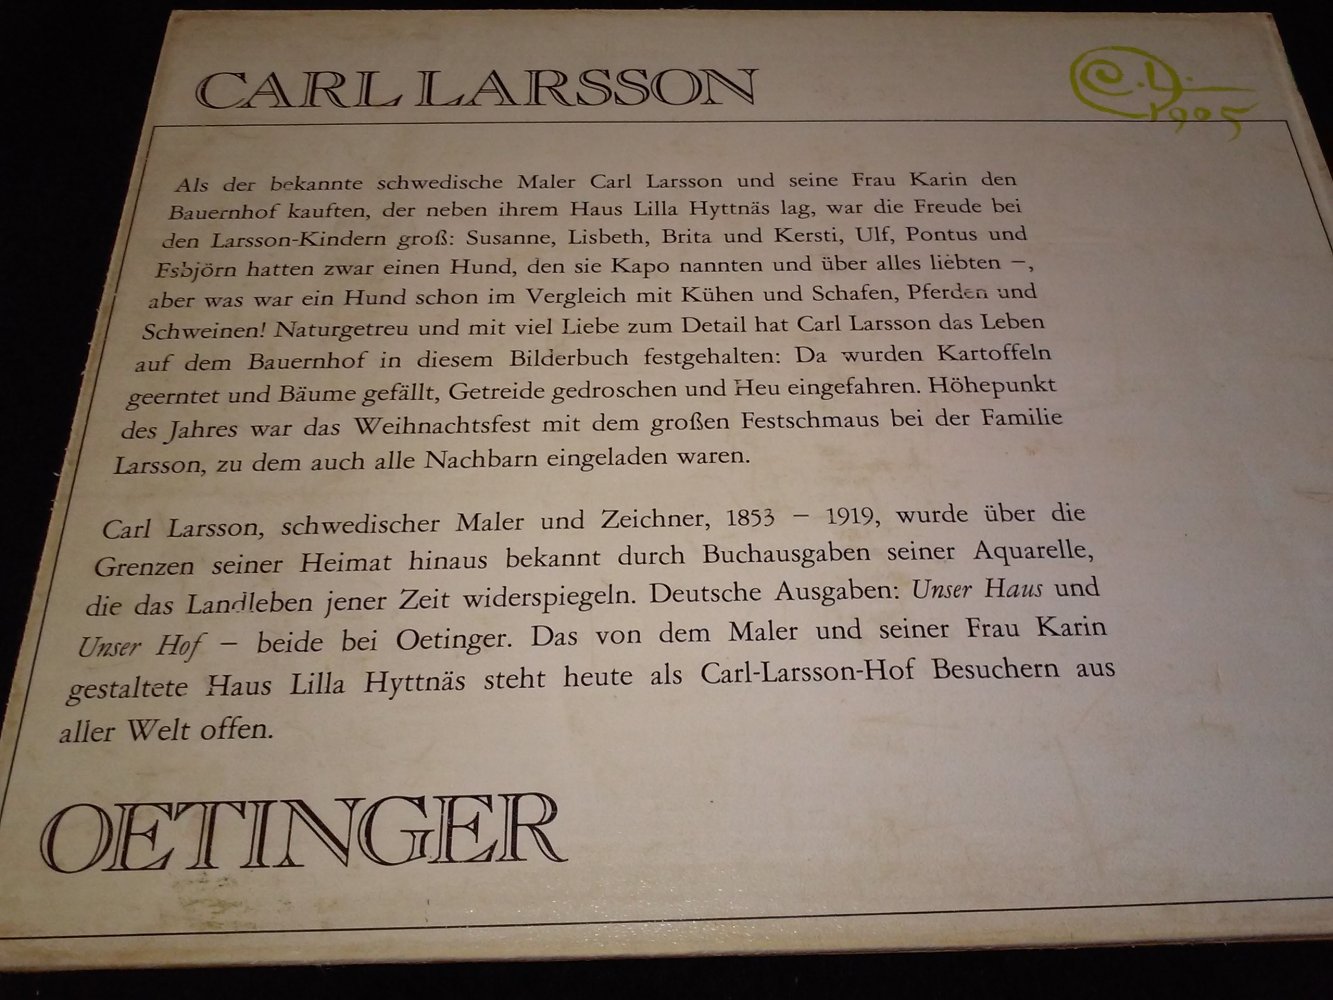 CARL LARSSON
C.L.
1905
Als der bekannte schwedische Maler Carl Larsson und seine Frau Karin den
Bauernhof kauften, der neben ihrem Haus Lilla Hyttnäs lag, war die Freude bei
den Larsson-Kindern groß: Susanne, Lisbeth, Brita und Kersti, Ulf, Pontus und
Esbjörn hatten zwar einen Hund, den sie Kapo nannten und über alles liebten –,
aber was war ein Hund schon im Vergleich mit Kühen und Schafen, Pferden und
Schweinen! Naturgetreu und mit viel Liebe zum Detail hat Carl Larsson das Leben
auf dem Bauernhof in diesem Bilderbuch festgehalten: Da wurden Kartoffeln
geerntet und Bäume gefällt, Getreide gedroschen und Heu eingefahren. Höhepunkt
des Jahres war das Weihnachtsfest mit dem großen Festschmaus bei der Familie
Larsson, zu dem auch alle Nachbarn eingeladen waren.
Carl Larsson, schwedischer Maler und Zeichner, 1853 – 1919, wurde über die
Grenzen seiner Heimat hinaus bekannt durch Buchausgaben seiner Aquarelle,
die das Landleben jener Zeit widerspiegeln. Deutsche Ausgaben: Unser Haus und
Unser Hof – beide bei Oetinger. Das von dem Maler und seiner Frau Karin
gestaltete Haus Lilla Hyttnäs steht heute als Carl-Larsson-Hof Besuchern aus
aller Welt offen.
OETINGER